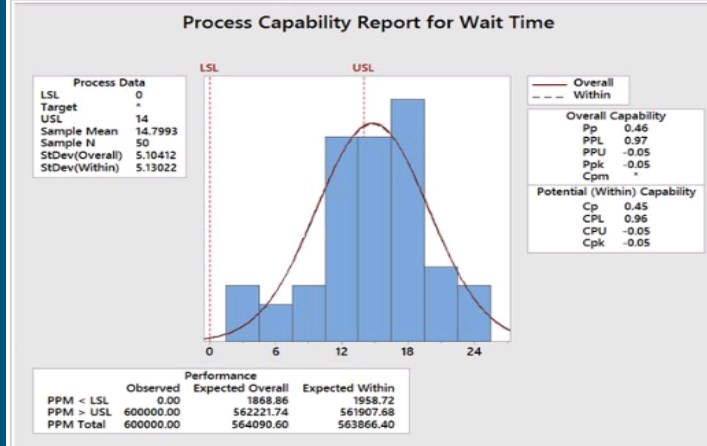 Process Capability Report for Wait Time
LSL USL
Process Data
LSL 0
Target *
USL 14
Sample Mean 14.7993
Sample N 50
StDev(Overall) 5.10412
StDev(Within) 5.13022
Overall
Within
Overall Capability
Pp 0.46
PPL 0.97
PPU -0.05
Ppk -0.05
Cpm *
Potential (Within) Capability
Cp 0.45
CPL 0.96
CPU -0.05
Cpk -0.05
0 6 12 18 24
Performance
Observed Expected Overall Expected Within
PPM < LSL 0.00 1868.86 1958.72
PPM > USL 600000.00 562221.74 561907.68
PPM Total 600000.00 564090.60 563866.40